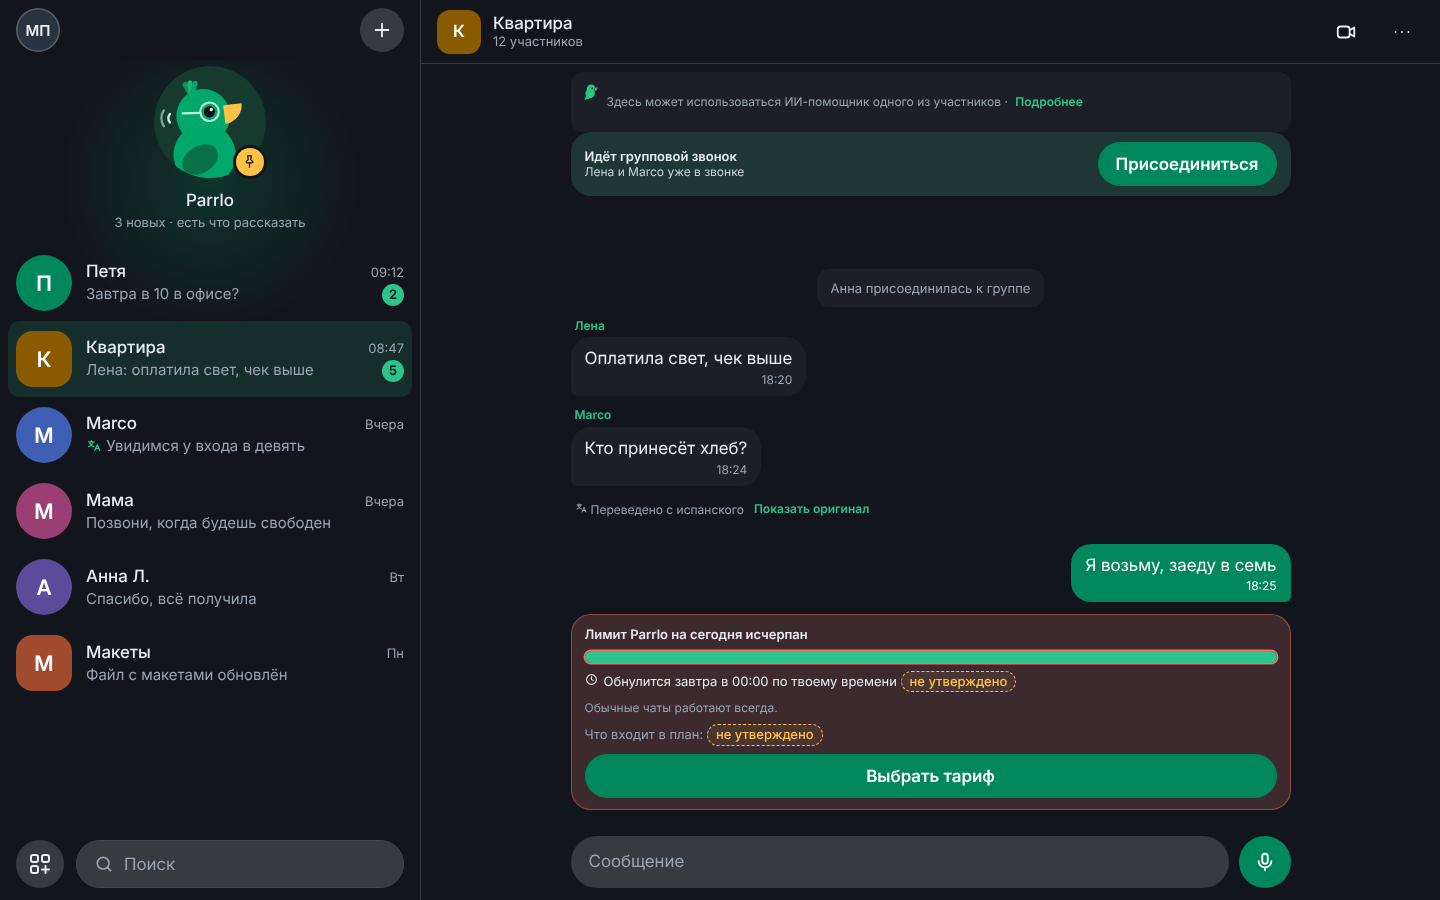 МП
Parrlo
3 новых · есть что рассказать
П
Петя
09:12
Завтра в 10 в офисе?
2
К
Квартира
08:47
Лена: оплатила свет, чек выше
5
M
Marco
Вчера
Увидимся у входа в девять
М
Мама
Вчера
Позвони, когда будешь свободен
А
Анна Л.
Вт
Спасибо, всё получила
М
Макеты
Пн
Файл с макетами обновлён
Поиск
К
Квартира
12 участников
Здесь может использоваться ИИ-помощник одного из участников · Подробнее
Идёт групповой звонок
Лена и Marco уже в звонке
Присоединиться
Анна присоединилась к группе
Лена
Оплатила свет, чек выше
18:20
Marco
Кто принесёт хлеб?
18:24
Переведено с испанского Показать оригинал
Я возьму, заеду в семь
18:25
Лимит Parrlo на сегодня исчерпан
Обнулится завтра в 00:00 по твоему времени не утверждено
Обычные чаты работают всегда.
Что входит в план: не утверждено
Выбрать тариф
Сообщение